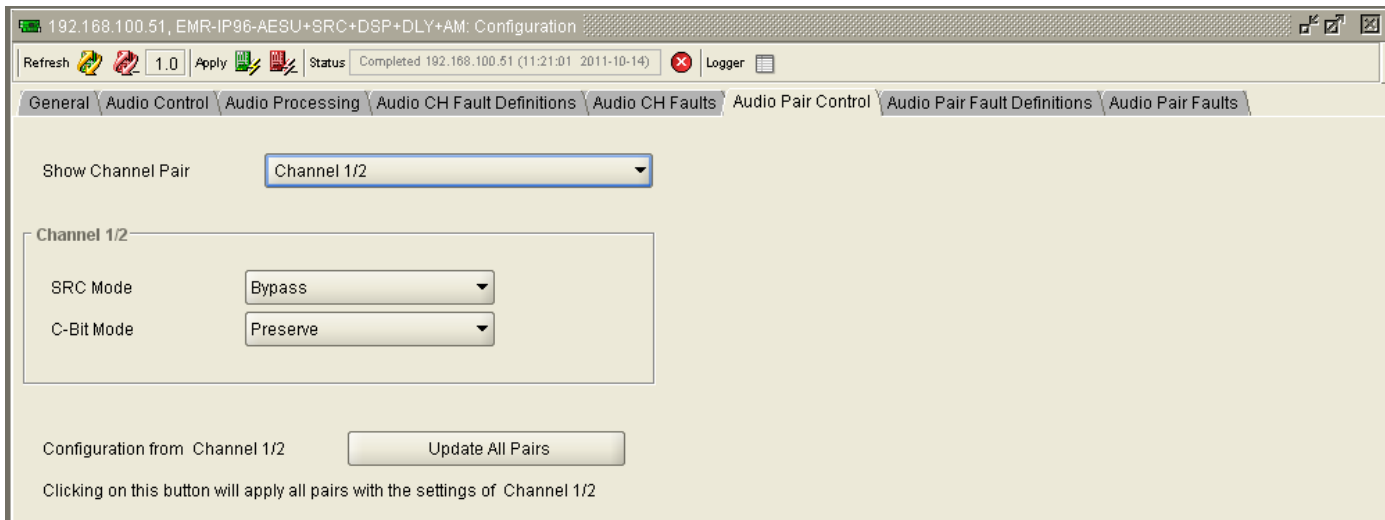 192.168.100.51, EMR-IP96-AESU+SRC+DSP+DLY+AM: Configuration
Refresh 1.0 Apply Status Completed 192.168.100.51 (11:21:01 2011-10-14) Logger
General Audio Control Audio Processing Audio CH Fault Definitions Audio CH Faults Audio Pair Control Audio Pair Fault Definitions Audio Pair Faults
Show Channel Pair Channel 1/2
Channel 1/2
SRC Mode Bypass
C-Bit Mode Preserve
Configuration from Channel 1/2 Update All Pairs
Clicking on this button will apply all pairs with the settings of Channel 1/2